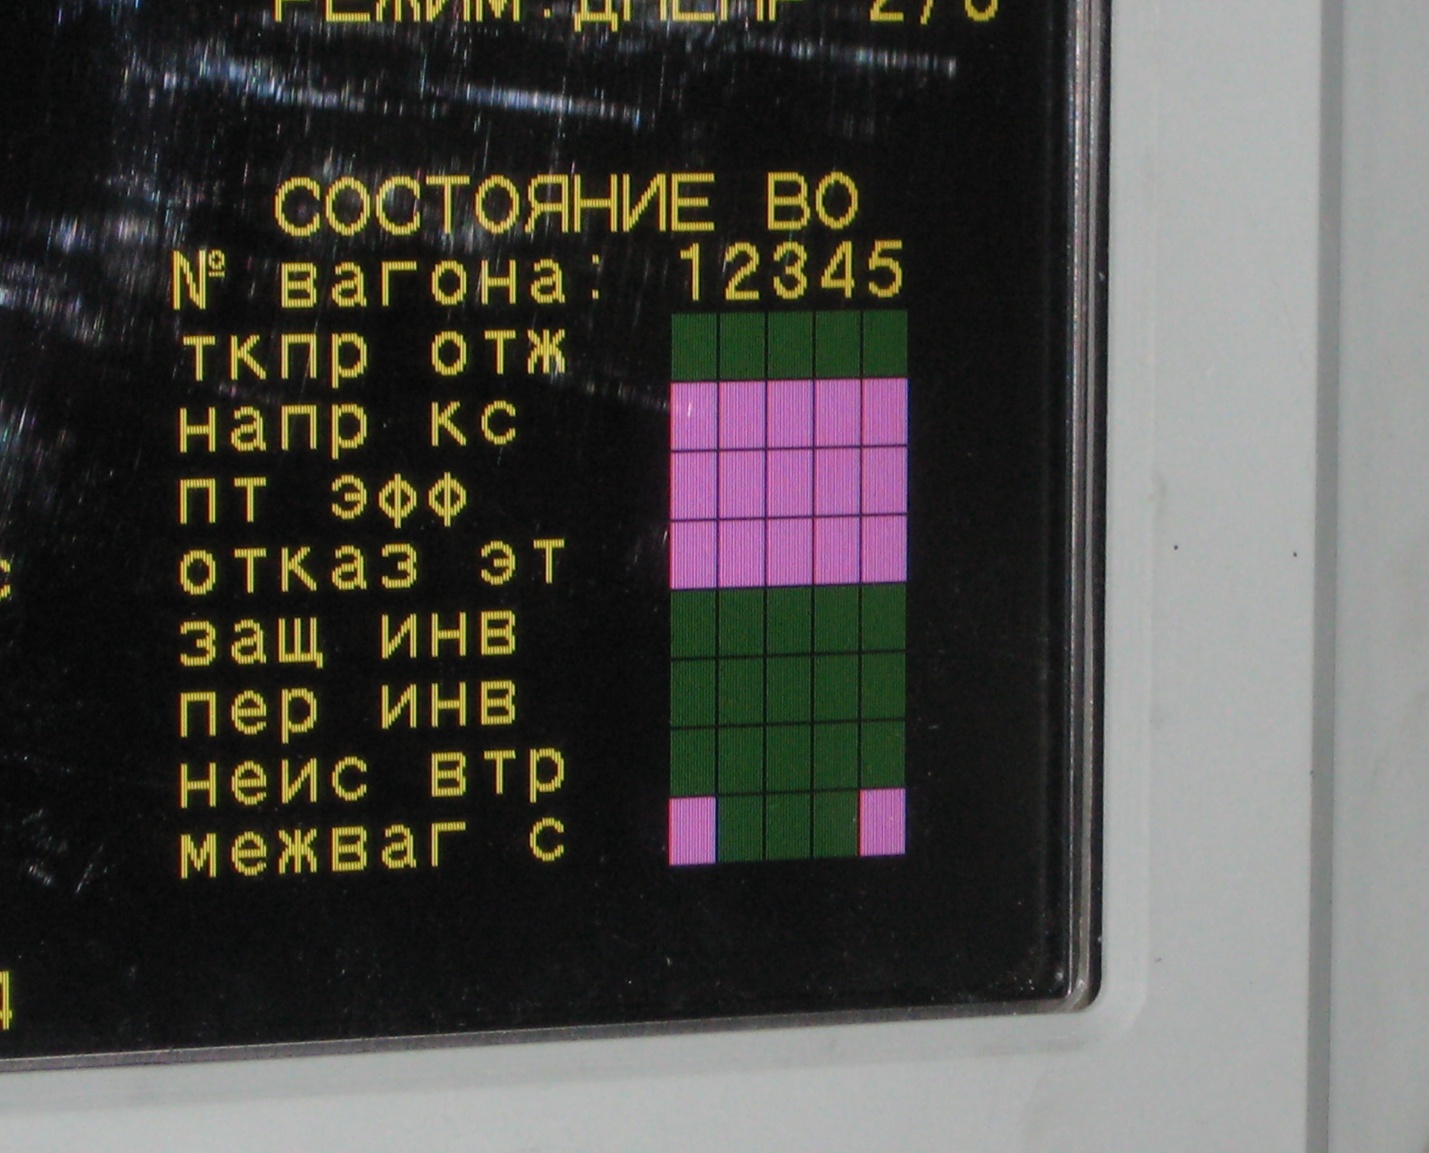 СОСТОЯНИЕ ВО
№ вагона: 12345
ткпр отж
напр кс
пт эфф
с
отказ эт
защ инв
пер инв
неис втр
межваг с
4